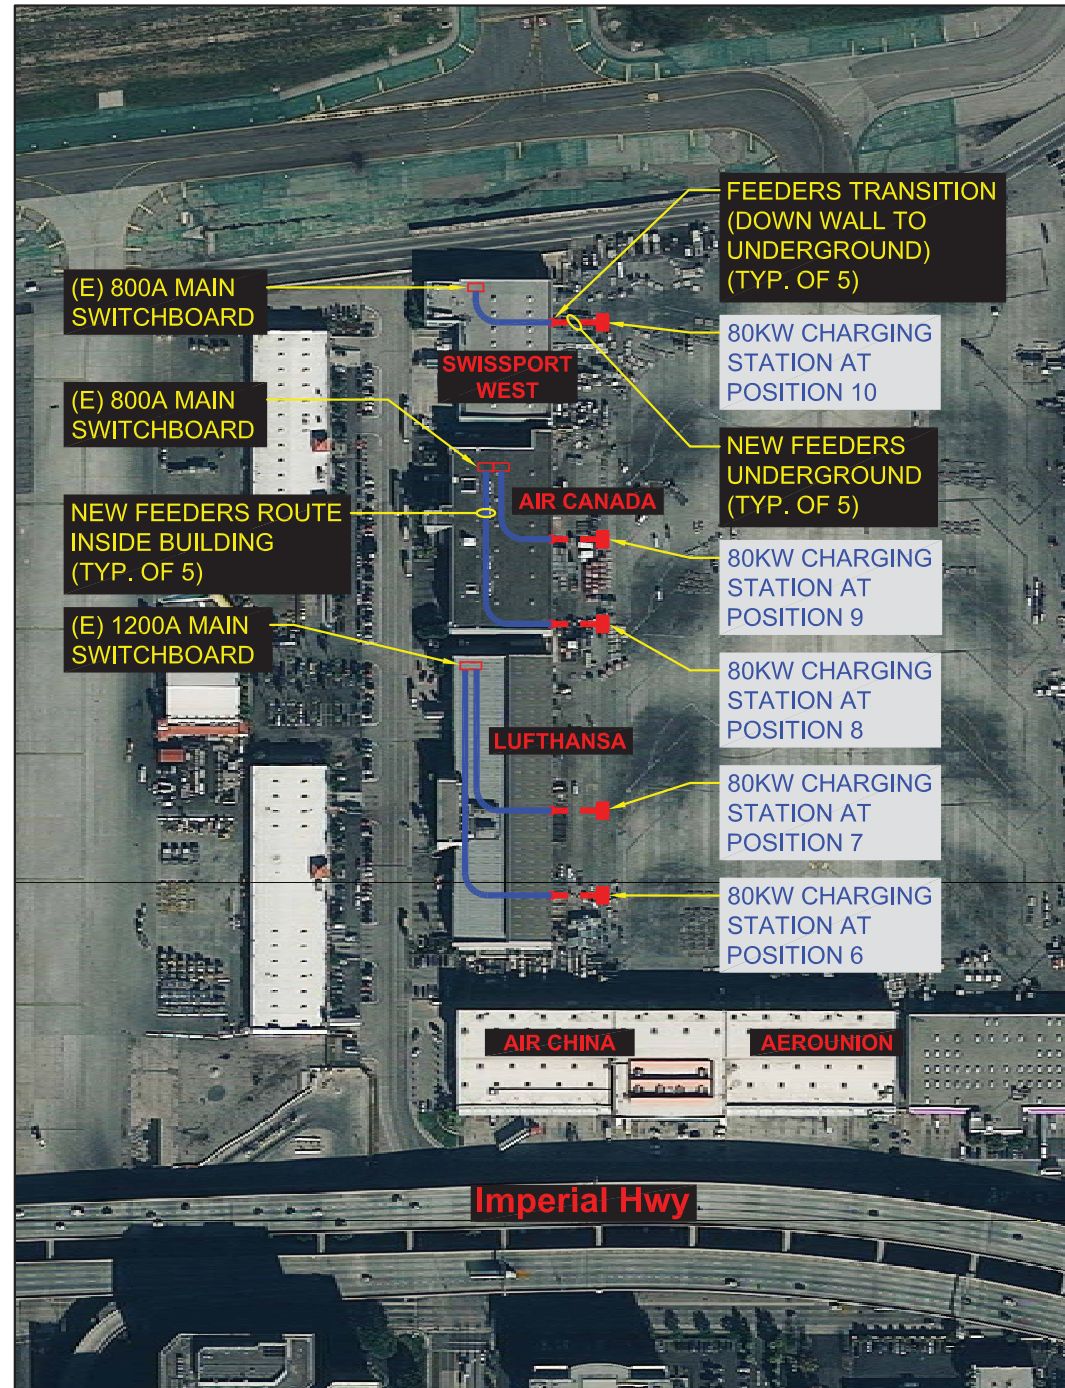 FEEDERS TRANSITION
(DOWN WALL TO
UNDERGROUND)
(TYP. OF 5)
(E) 800A MAIN
SWITCHBOARD
80KW CHARGING
STATION AT
POSITION 10
SWISSPORT
WEST
(E) 800A MAIN
SWITCHBOARD
NEW FEEDERS
UNDERGROUND
(TYP. OF 5)
AIR CANADA
NEW FEEDERS ROUTE
INSIDE BUILDING
(TYP. OF 5)
80KW CHARGING
STATION AT
POSITION 9
(E) 1200A MAIN
SWITCHBOARD
80KW CHARGING
STATION AT
POSITION 8
LUFTHANSA
80KW CHARGING
STATION AT
POSITION 7
80KW CHARGING
STATION AT
POSITION 6
AIR CHINA
AEROUNION
Imperial Hwy